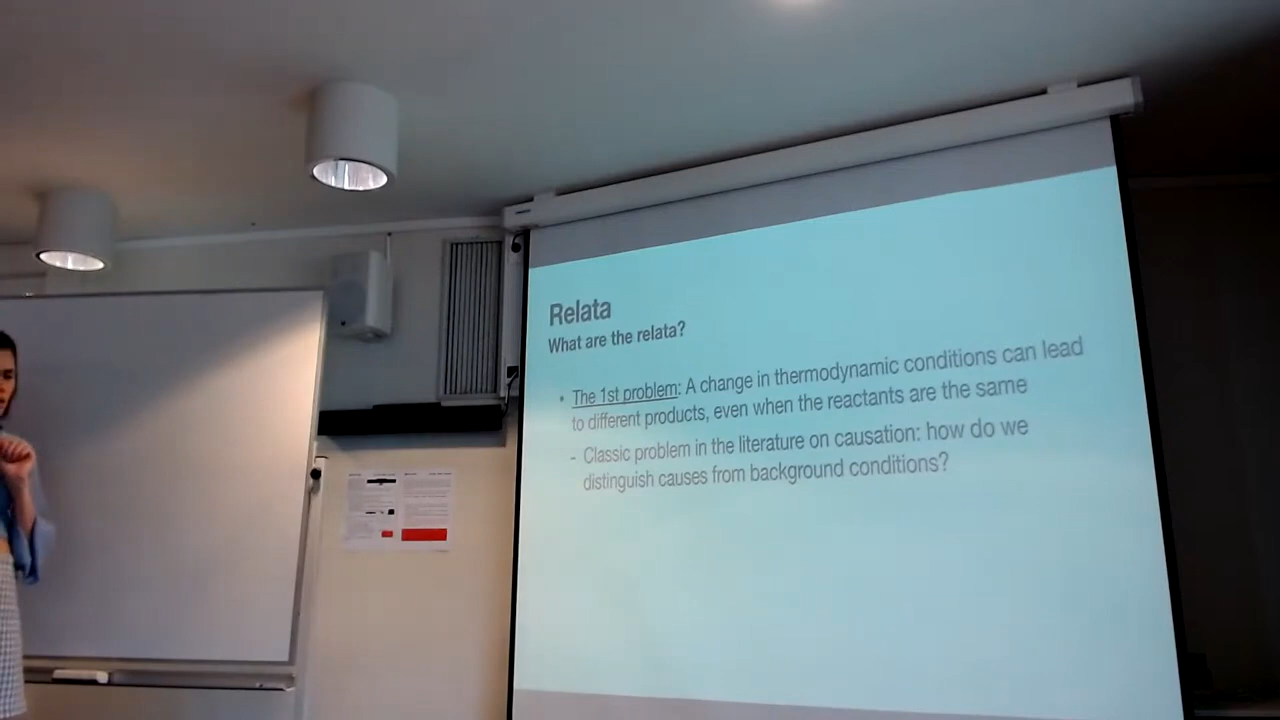 Relata
What are the relata?
• The 1st problem: A change in thermodynamic conditions can lead
to different products, even when the reactants are the same
- Classic problem in the literature on causation: how do we
distinguish causes from background conditions?